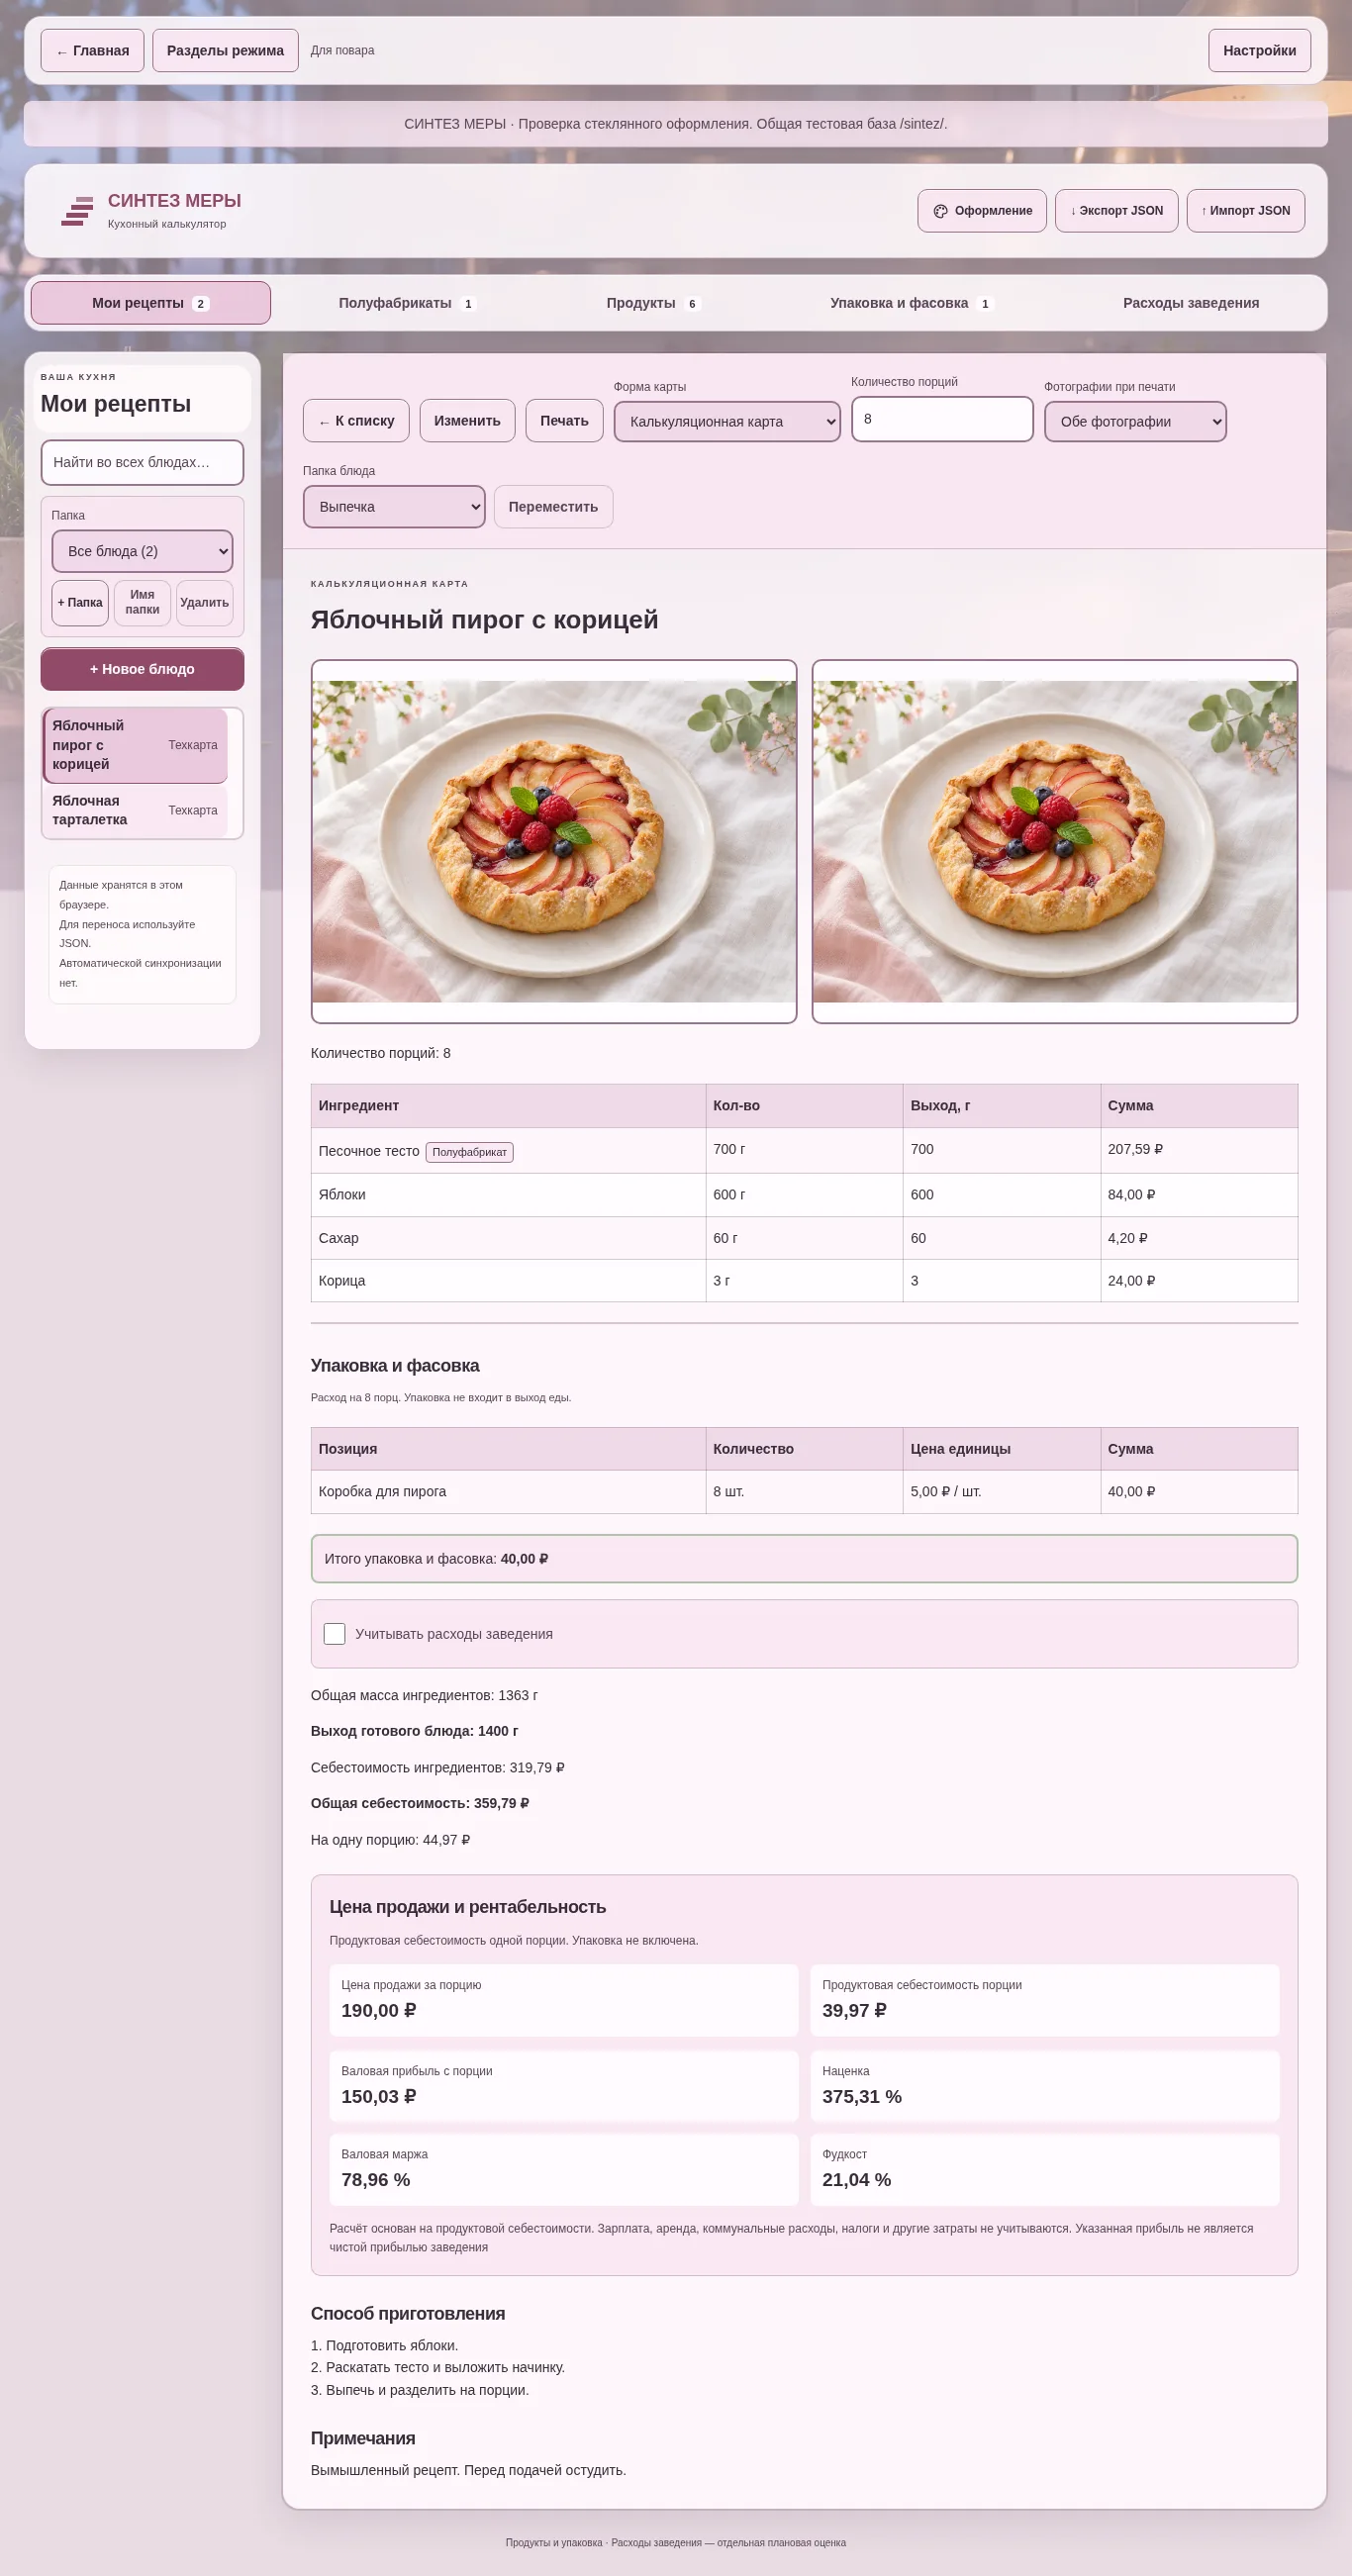 ← Главная
Разделы режима
Для повара
Настройки
СИНТЕЗ МЕРЫ · Проверка стеклянного оформления. Общая тестовая база /sintez/.
СИНТЕЗ МЕРЫ
Кухонный калькулятор
Оформление
↓ Экспорт JSON
↑ Импорт JSON
Мои рецепты 2
Полуфабрикаты 1
Продукты 6
Упаковка и фасовка 1
Расходы заведения
ВАША КУХНЯ
Мои рецепты
Найти во всех блюдах…
Папка
Все блюда (2)
+ Папка
Имя
папки
Удалить
+ Новое блюдо
Яблочный
пирог с
корицей
Техкарта
Яблочная
тарталетка
Техкарта
Данные хранятся в этом
браузере.
Для переноса используйте
JSON.
Автоматической синхронизации
нет.
← К списку
Изменить
Печать
Форма карты
Калькуляционная карта
Количество порций
8
Фотографии при печати
Обе фотографии
Папка блюда
Выпечка
Переместить
КАЛЬКУЛЯЦИОННАЯ КАРТА
Яблочный пирог с корицей
Количество порций: 8
Ингредиент Кол-во Выход, г Сумма
Песочное тесто Полуфабрикат 700 г 700 207,59 ₽
Яблоки 600 г 600 84,00 ₽
Сахар 60 г 60 4,20 ₽
Корица 3 г 3 24,00 ₽
Упаковка и фасовка
Расход на 8 порц. Упаковка не входит в выход еды.
Позиция Количество Цена единицы Сумма
Коробка для пирога 8 шт. 5,00 ₽ / шт. 40,00 ₽
Итого упаковка и фасовка: 40,00 ₽
Учитывать расходы заведения
Общая масса ингредиентов: 1363 г
Выход готового блюда: 1400 г
Себестоимость ингредиентов: 319,79 ₽
Общая себестоимость: 359,79 ₽
На одну порцию: 44,97 ₽
Цена продажи и рентабельность
Продуктовая себестоимость одной порции. Упаковка не включена.
Цена продажи за порцию
190,00 ₽
Продуктовая себестоимость порции
39,97 ₽
Валовая прибыль с порции
150,03 ₽
Наценка
375,31 %
Валовая маржа
78,96 %
Фудкост
21,04 %
Расчёт основан на продуктовой себестоимости. Зарплата, аренда, коммунальные расходы, налоги и другие затраты не учитываются. Указанная прибыль не является
чистой прибылью заведения
Способ приготовления
1. Подготовить яблоки.
2. Раскатать тесто и выложить начинку.
3. Выпечь и разделить на порции.
Примечания
Вымышленный рецепт. Перед подачей остудить.
Продукты и упаковка · Расходы заведения — отдельная плановая оценка